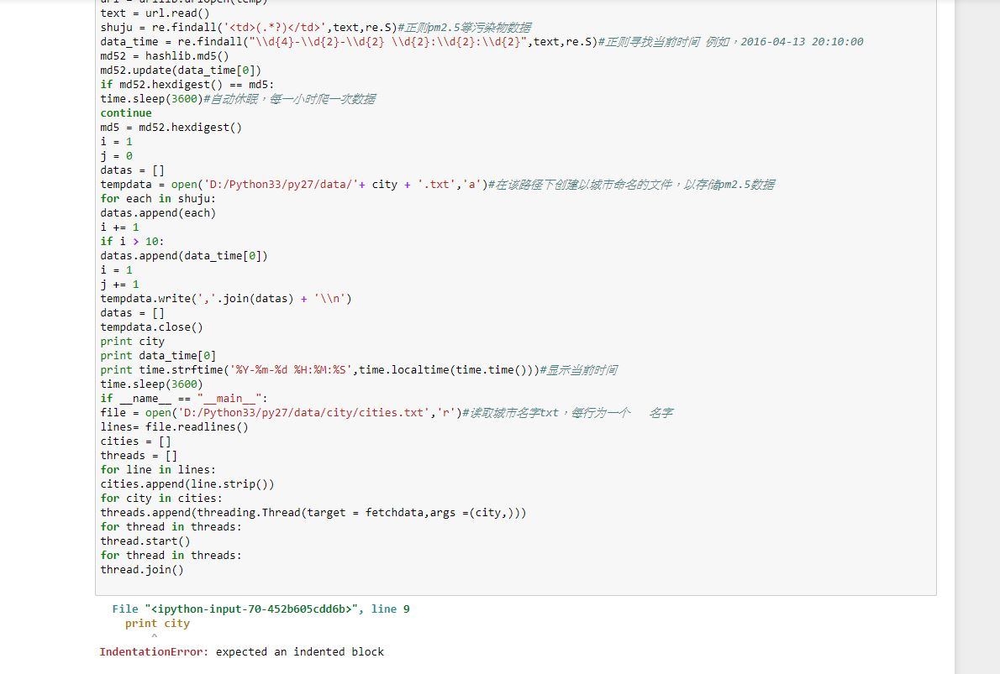 url = urllib.urlopen(temp)
text = url.read()
shuju = re.findall('<td>(.*?)</td>',text,re.S)#正则pm2.5等污染物数据
data_time = re.findall("\\d{4}-\\d{2}-\\d{2} \\d{2}:\\d{2}:\\d{2}",text,re.S)#正则寻找当前时间 例如，2016-04-13 20:10:00
md52 = hashlib.md5()
md52.update(data_time[0])
if md52.hexdigest() == md5:
time.sleep(3600)#自动休眠，每一小时爬一次数据
continue
md5 = md52.hexdigest()
i = 1
j = 0
datas = []
tempdata = open('D:/Python33/py27/data/'+ city + '.txt','a')#在该路径下创建以城市命名的文件，以存储pm2.5数据
for each in shuju:
datas.append(each)
i += 1
if i > 10:
datas.append(data_time[0])
i = 1
j += 1
tempdata.write(','.join(datas) + '\\n')
datas = []
tempdata.close()
print city
print data_time[0]
print time.strftime('%Y-%m-%d %H:%M:%S',time.localtime(time.time()))#显示当前时间
time.sleep(3600)
if __name__ == "__main__":
file = open('D:/Python33/py27/data/city/cities.txt','r')#读取城市名字txt，每行为一个   名字
lines= file.readlines()
cities = []
threads = []
for line in lines:
cities.append(line.strip())
for city in cities:
threads.append(threading.Thread(target = fetchdata,args =(city,)))
for thread in threads:
thread.start()
for thread in threads:
thread.join()
File "<ipython-input-70-452b605cdd6b>", line 9
print city
^
IndentationError: expected an indented block